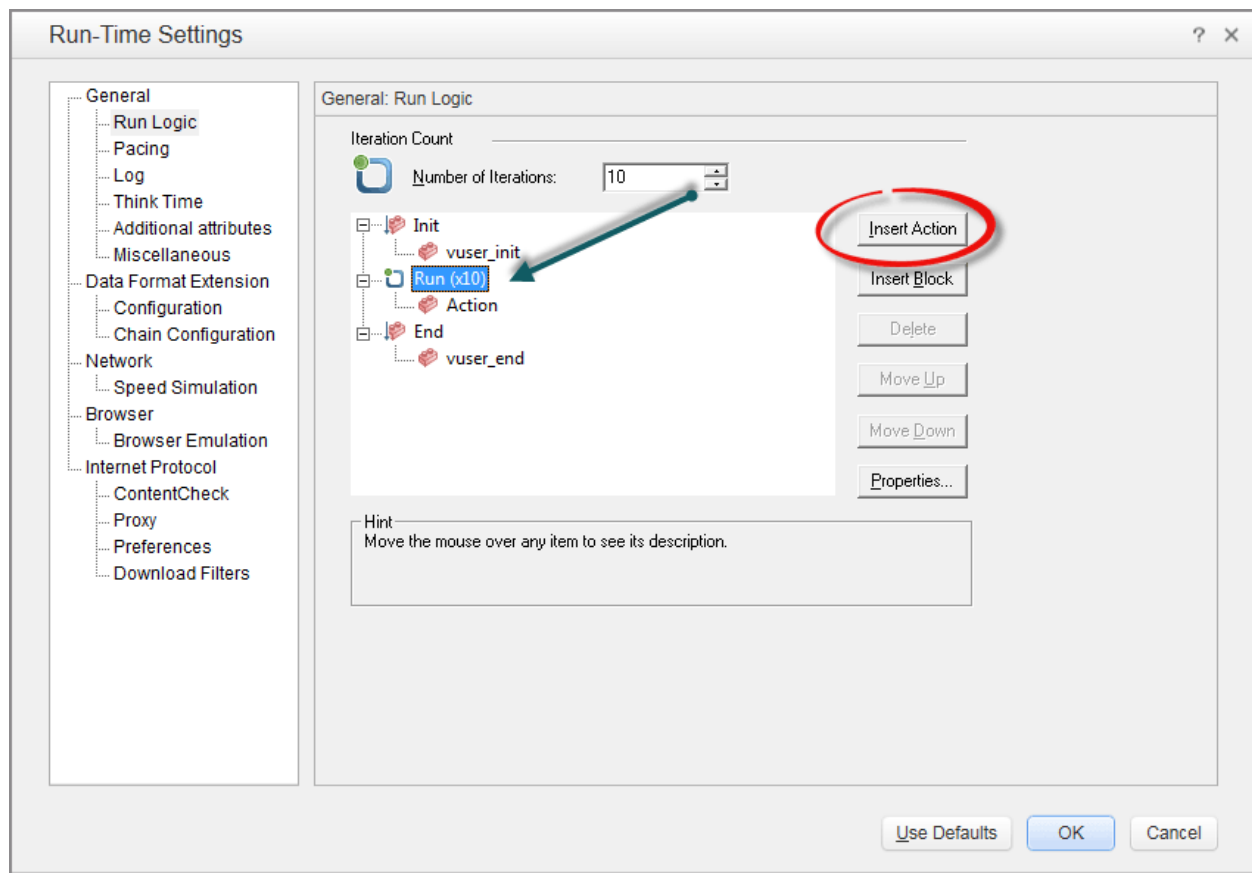 Run-Time Settings
? ×
General
Run Logic
Pacing
Log
Think Time
Additional attributes
Miscellaneous
Data Format Extension
Configuration
Chain Configuration
Network
Speed Simulation
Browser
Browser Emulation
Internet Protocol
ContentCheck
Proxy
Preferences
Download Filters
General: Run Logic
Iteration Count
Number of Iterations: 10
Init
vuser_init
Run (x10)
Action
End
vuser_end
Insert Action
Insert Block
Delete
Move Up
Move Down
Properties...
Hint
Move the mouse over any item to see its description.
Use Defaults OK Cancel